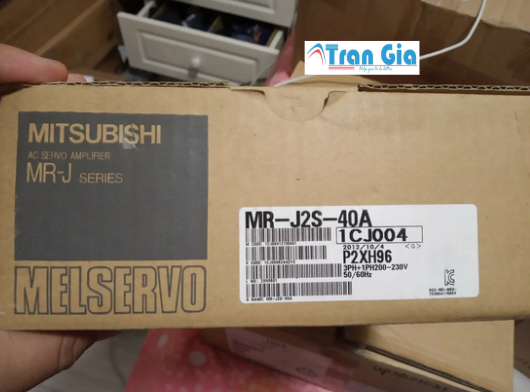 Tran Gia
MITSUBISHI
AC SERVO AMPLIFIER
MR-J SERIES
MELSERVO
MR-J2S-40A
1CJ004
2012/10/4 <G>
P2XH96
3PH+1PH200-230V
50/60Hz